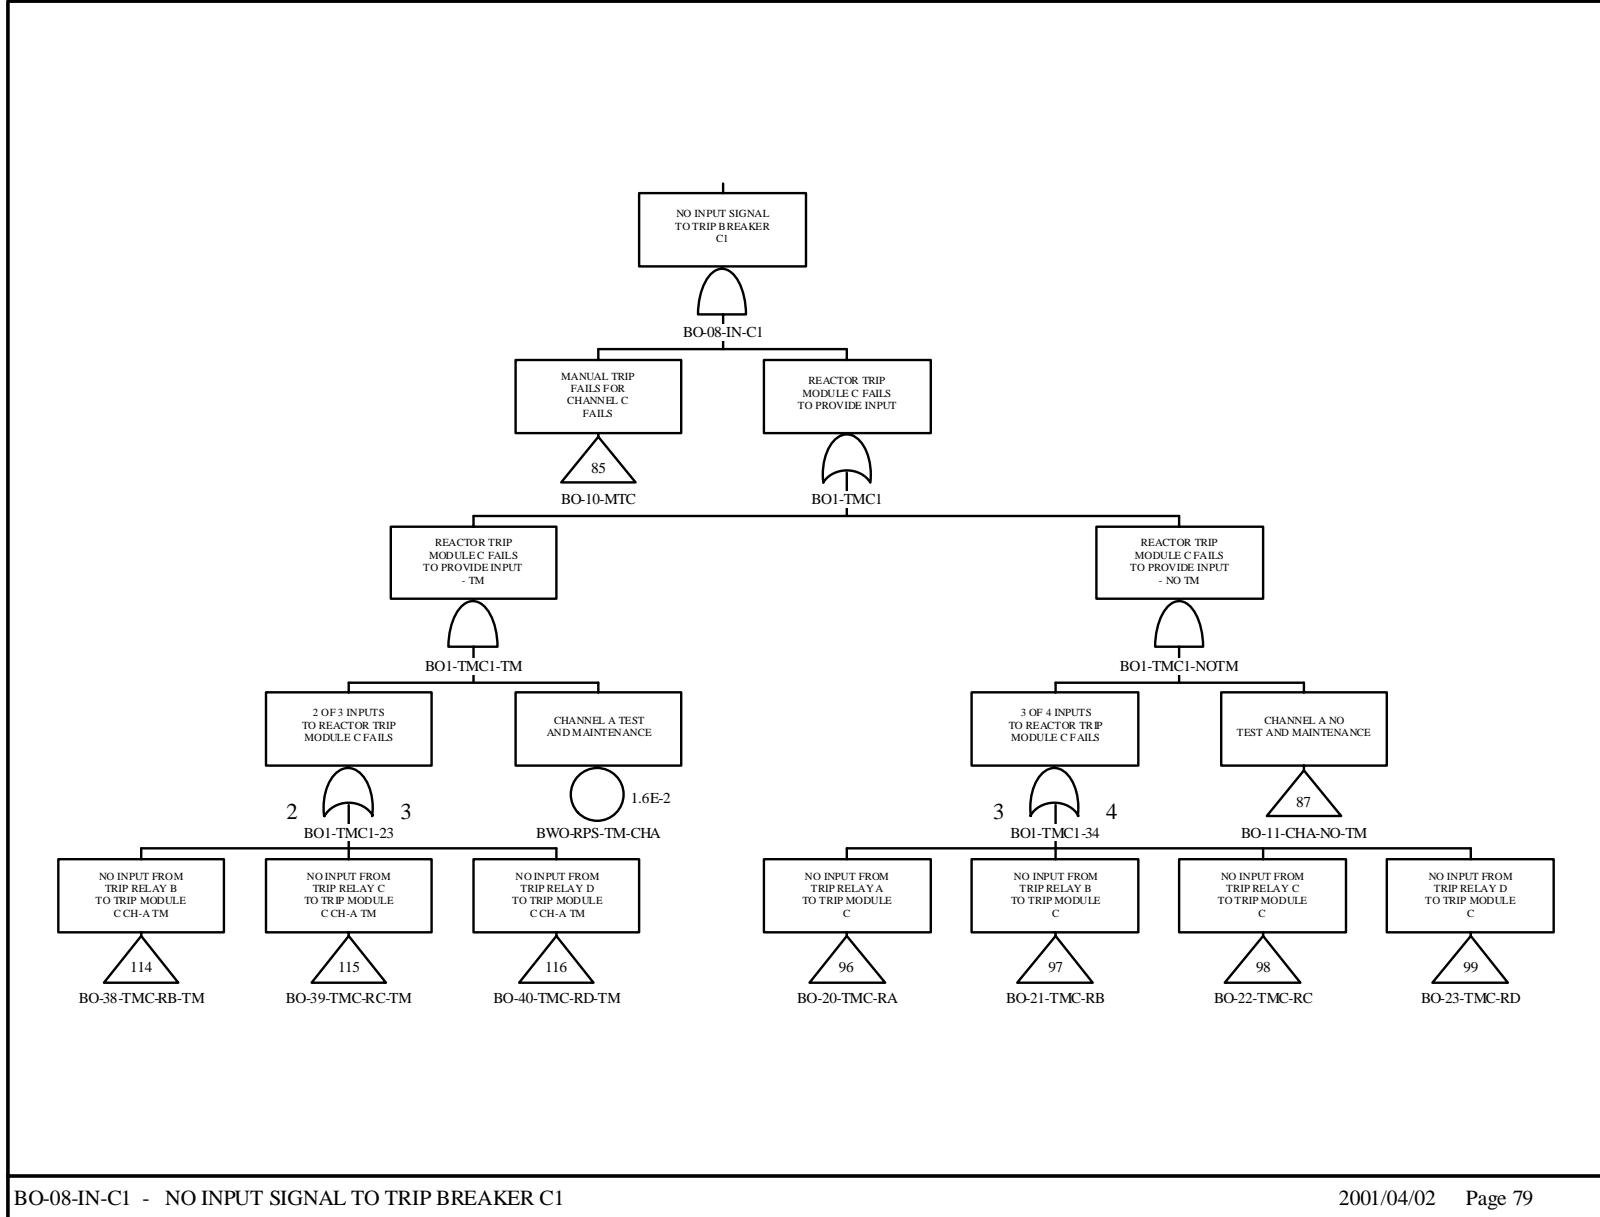 NO INPUT SIGNAL
TO TRIP BREAKER
C1
BO-08-IN-C1
MANUAL TRIP
FAILS FOR
CHANNEL C
FAILS
85
BO-10-MTC
REACTOR TRIP
MODULE C FAILS
TO PROVIDE INPUT
BO1-TMC1
REACTOR TRIP
MODULE C FAILS
TO PROVIDE INPUT
- TM
BO1-TMC1-TM
REACTOR TRIP
MODULE C FAILS
TO PROVIDE INPUT
- NO TM
BO1-TMC1-NOTM
2 OF 3 INPUTS
TO REACTOR TRIP
MODULE C FAILS
2 3
BO1-TMC1-23
CHANNEL A TEST
AND MAINTENANCE
1.6E-2
BWO-RPS-TM-CHA
3 OF 4 INPUTS
TO REACTOR TRIP
MODULE C FAILS
3 4
BO1-TMC1-34
CHANNEL A NO
TEST AND MAINTENANCE
87
BO-11-CHA-NO-TM
NO INPUT FROM
TRIP RELAY B
TO TRIP MODULE
C CH-A TM
114
BO-38-TMC-RB-TM
NO INPUT FROM
TRIP RELAY C
TO TRIP MODULE
C CH-A TM
115
BO-39-TMC-RC-TM
NO INPUT FROM
TRIP RELAY D
TO TRIP MODULE
C CH-A TM
116
BO-40-TMC-RD-TM
NO INPUT FROM
TRIP RELAY A
TO TRIP MODULE
C
96
BO-20-TMC-RA
NO INPUT FROM
TRIP RELAY B
TO TRIP MODULE
C
97
BO-21-TMC-RB
NO INPUT FROM
TRIP RELAY C
TO TRIP MODULE
C
98
BO-22-TMC-RC
NO INPUT FROM
TRIP RELAY D
TO TRIP MODULE
C
99
BO-23-TMC-RD
BO-08-IN-C1 - NO INPUT SIGNAL TO TRIP BREAKER C1
2001/04/02 Page 79